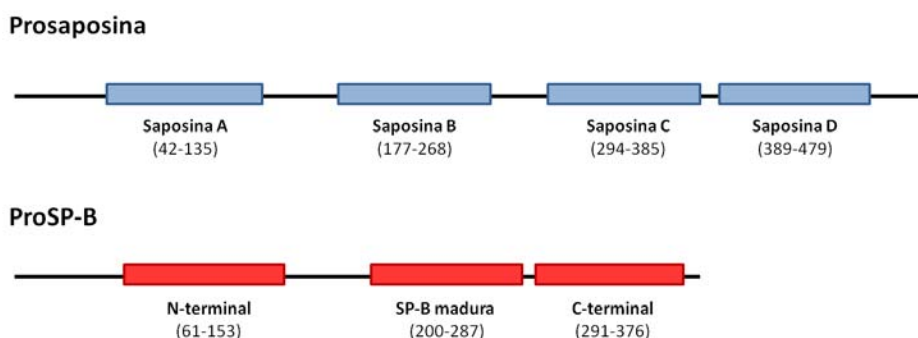 Prosaposina
Saposina A
(42-135)
Saposina B
(177-268)
Saposina C
(294-385)
Saposina D
(389-479)
ProSP-B
N-terminal
(61-153)
SP-B madura
(200-287)
C-terminal
(291-376)